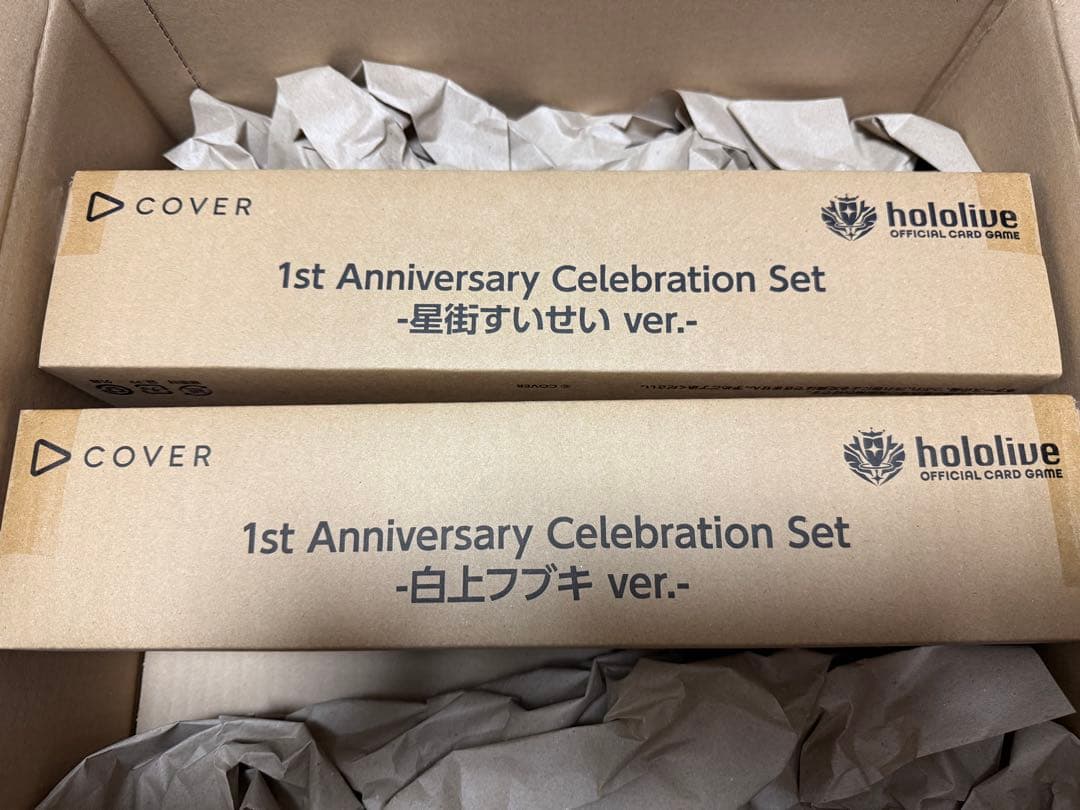 COVER
hololive
OFFICIAL CARD GAME
1st Anniversary Celebration Set
-星街すいせい ver.-
© COVER
COVER
hololive
OFFICIAL CARD GAME
1st Anniversary Celebration Set
-白上フブキ ver.-